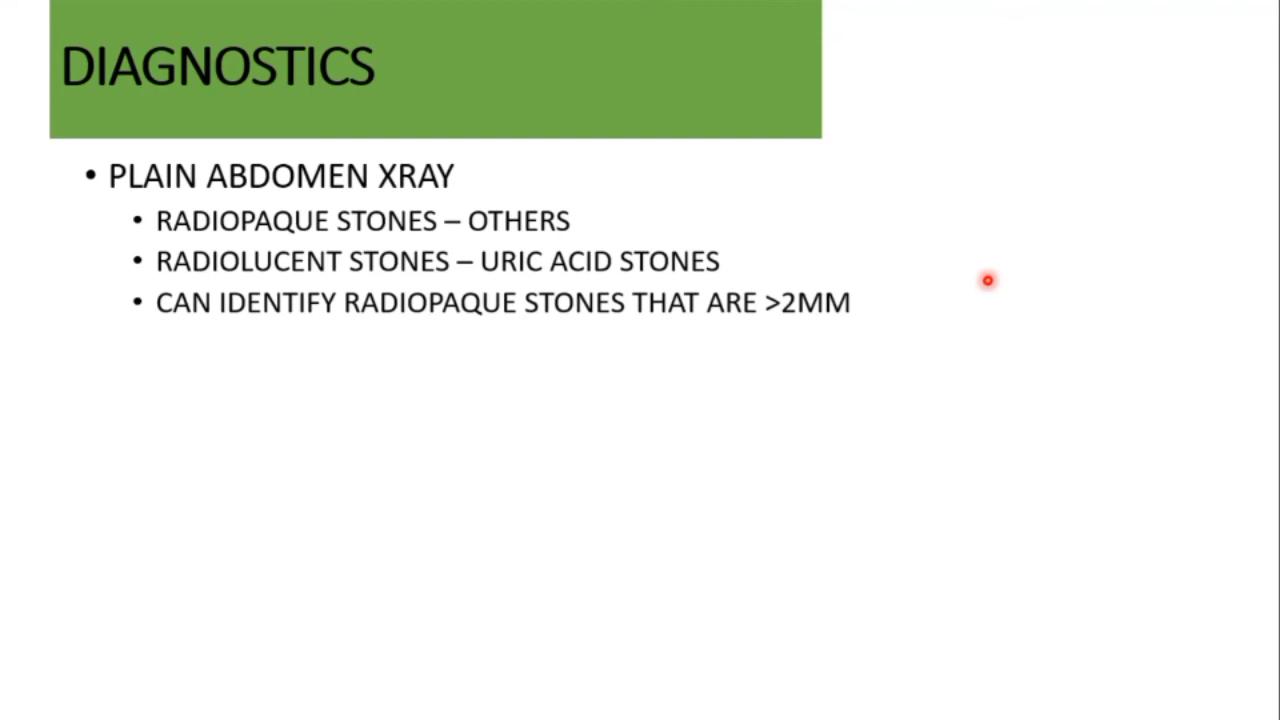 DIAGNOSTICS
• PLAIN ABDOMEN XRAY
• RADIOPAQUE STONES – OTHERS
• RADIOLUCENT STONES – URIC ACID STONES
• CAN IDENTIFY RADIOPAQUE STONES THAT ARE >2MM